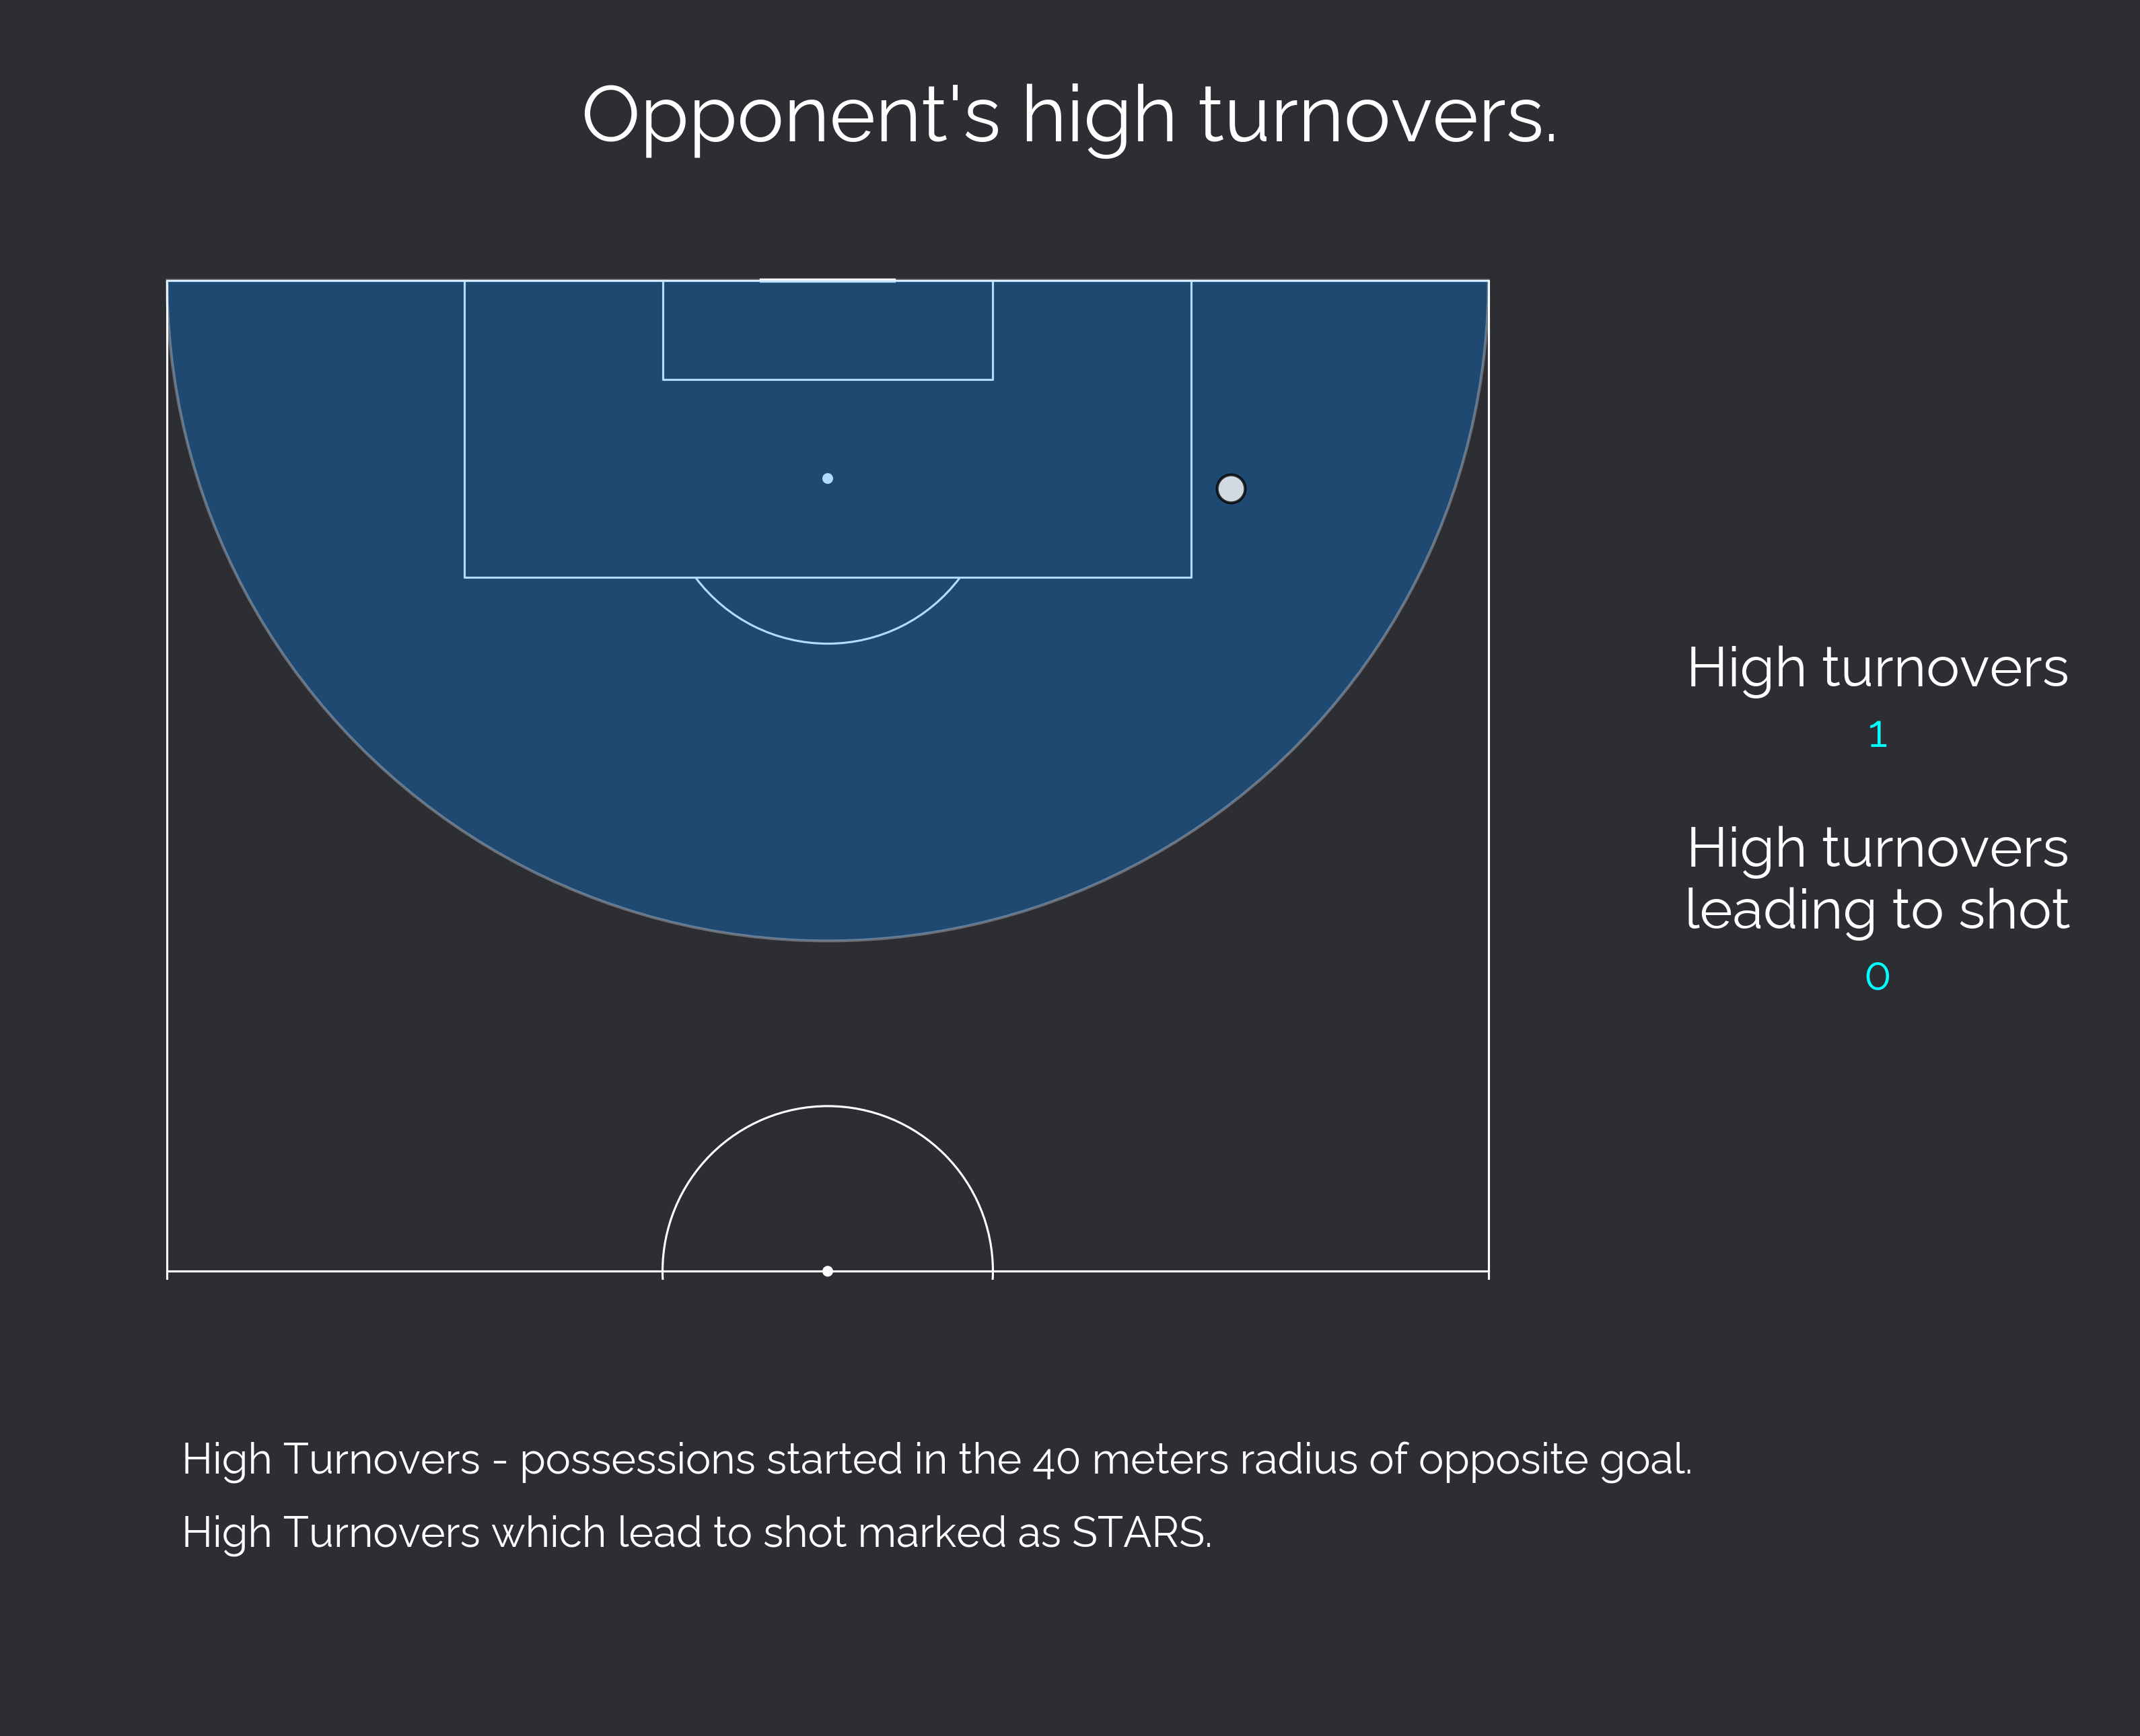 Opponent's high turnovers.
High turnovers
1
High turnovers
leading to shot
0
High Turnovers - possessions started in the 40 meters radius of opposite goal.
High Turnovers which lead to shot marked as STARS.